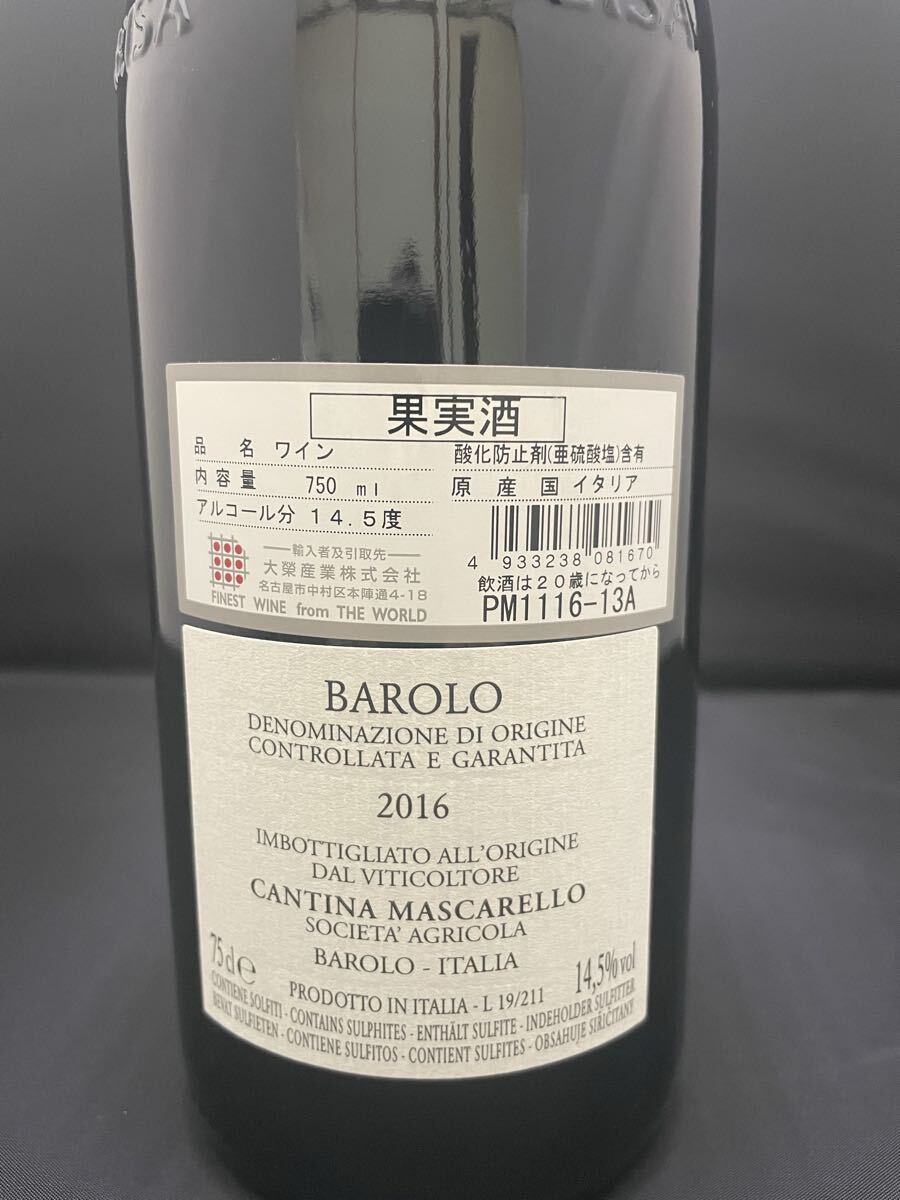 果実酒
品 名 ワイン
内容量 750 ml
アルコール分 14.5度
酸化防止剤(亜硫酸塩)含有
原産国 イタリア
4 933238 081670
飲酒は20歳になってから
PM1116-13A
輸入者及引取先
大榮産業株式会社
名古屋市中村区本陣通4-18
FINEST WINE from THE WORLD
BAROLO
DENOMINAZIONE DI ORIGINE
CONTROLLATA E GARANTITA
2016
IMBOTTIGLIATO ALL'ORIGINE
DAL VITICOLTORE
CANTINA MASCARELLO
SOCIETA' AGRICOLA
BAROLO - ITALIA
75cl e
14,5% vol
PRODOTTO IN ITALIA - L 19/211
CONTIENE SOLFITI - CONTAINS SULPHITES - ENTHÄLT SULFITE - INDEHOLDER SULFITTER
BEVAT SULFIETEN - CONTIENE SULFITOS - CONTIENT SULFITES - OBSAHUJE SIŘIČITANY